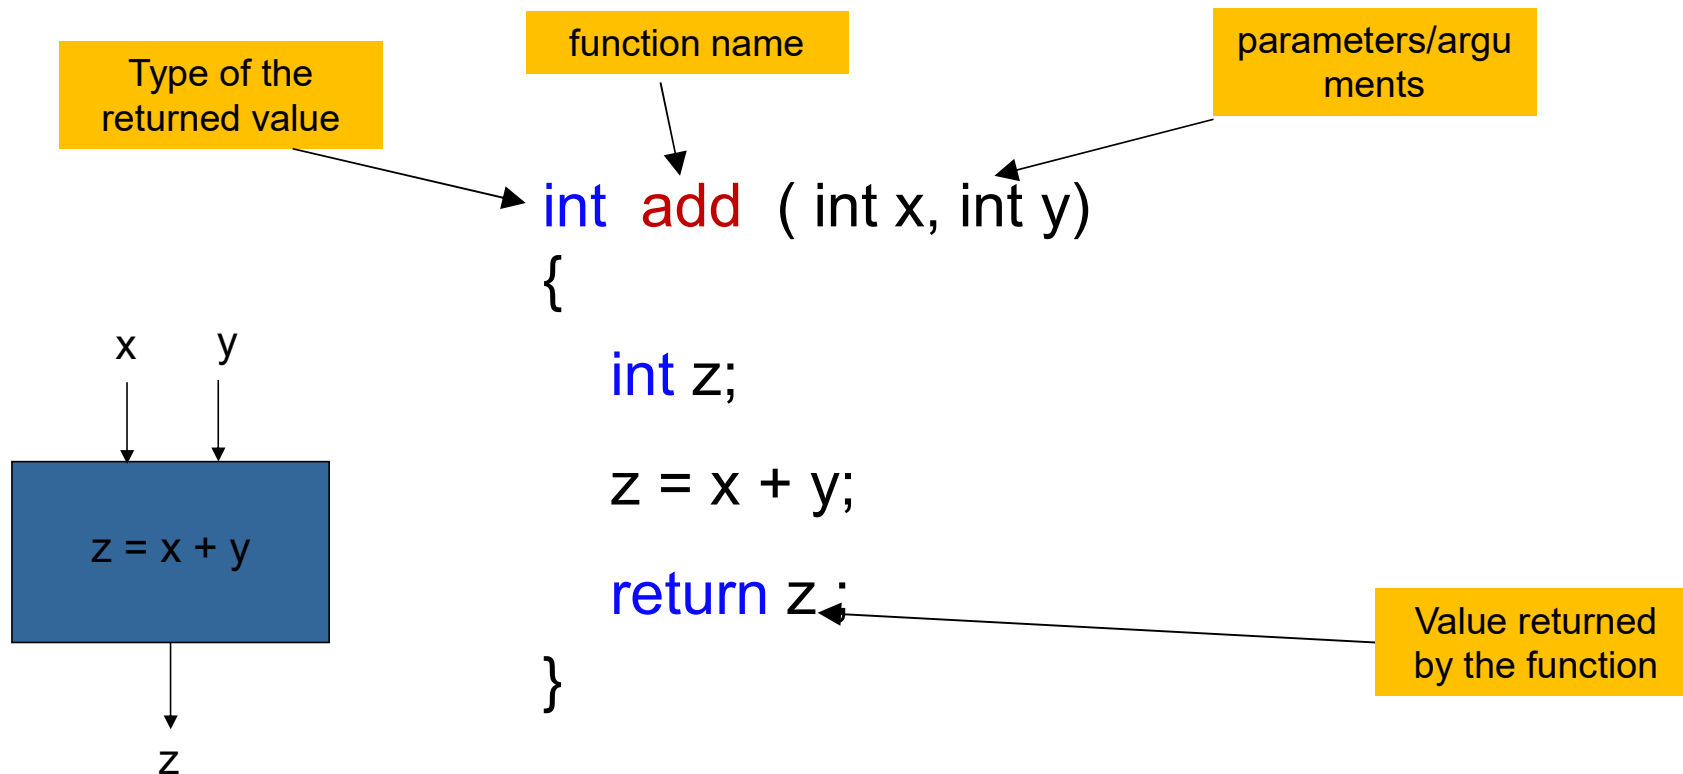 Type of the
returned value
function name
parameters/argu
ments
int add ( int x, int y)
{
int z;
z = x + y;
return z ;
}
x
y
z = x + y
z
Value returned
by the function